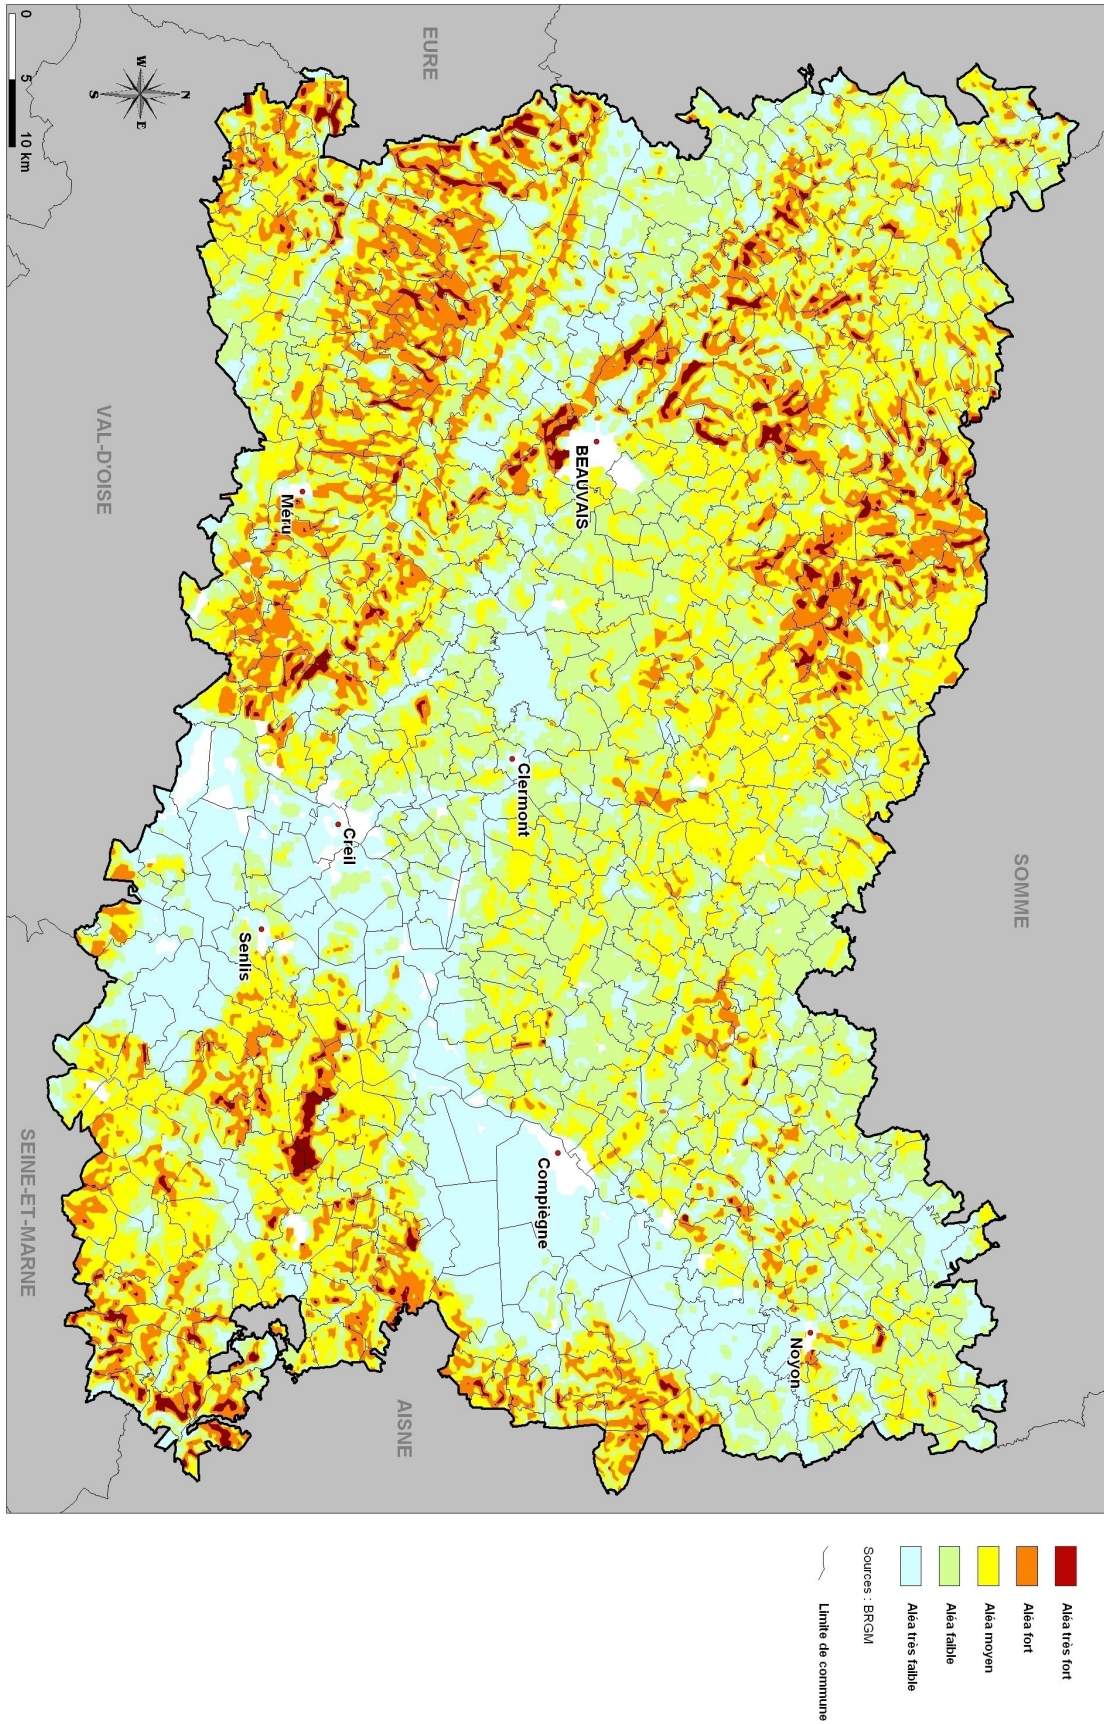 SOMME
EURE
Noyon
BEAUVAIS
Compiègne
Clermont
AISNE
Creil
Méru
Senlis
VAL-D'OISE
SEINE-ET-MARNE
N
W
E
S
0
5
10 km
Aléa très fort
Aléa fort
Aléa moyen
Aléa faible
Aléa très faible
Sources : BRGM
Limite de commune